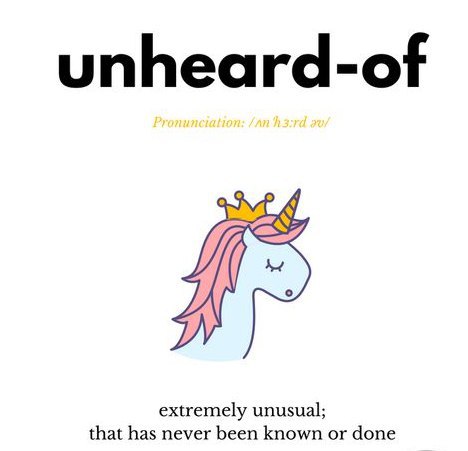 unheard-of
Pronunciation: /ʌnˈhɜːrd əv/
extremely unusual;
that has never been known or done